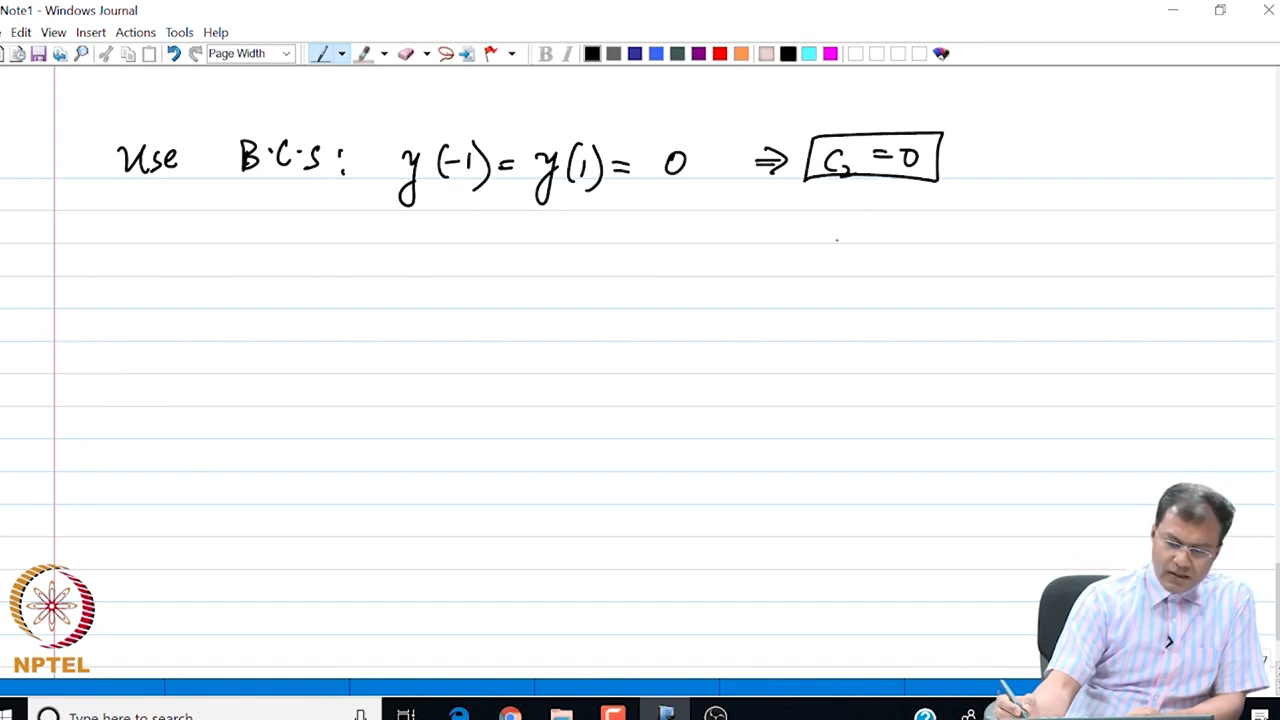 Note1 - Windows Journal
Edit View Insert Actions Tools Help
Page Width B I
Use B.C.S: y(-1) = y(1) = 0 ⇒ C₂ = 0
NPTEL
Type here to search